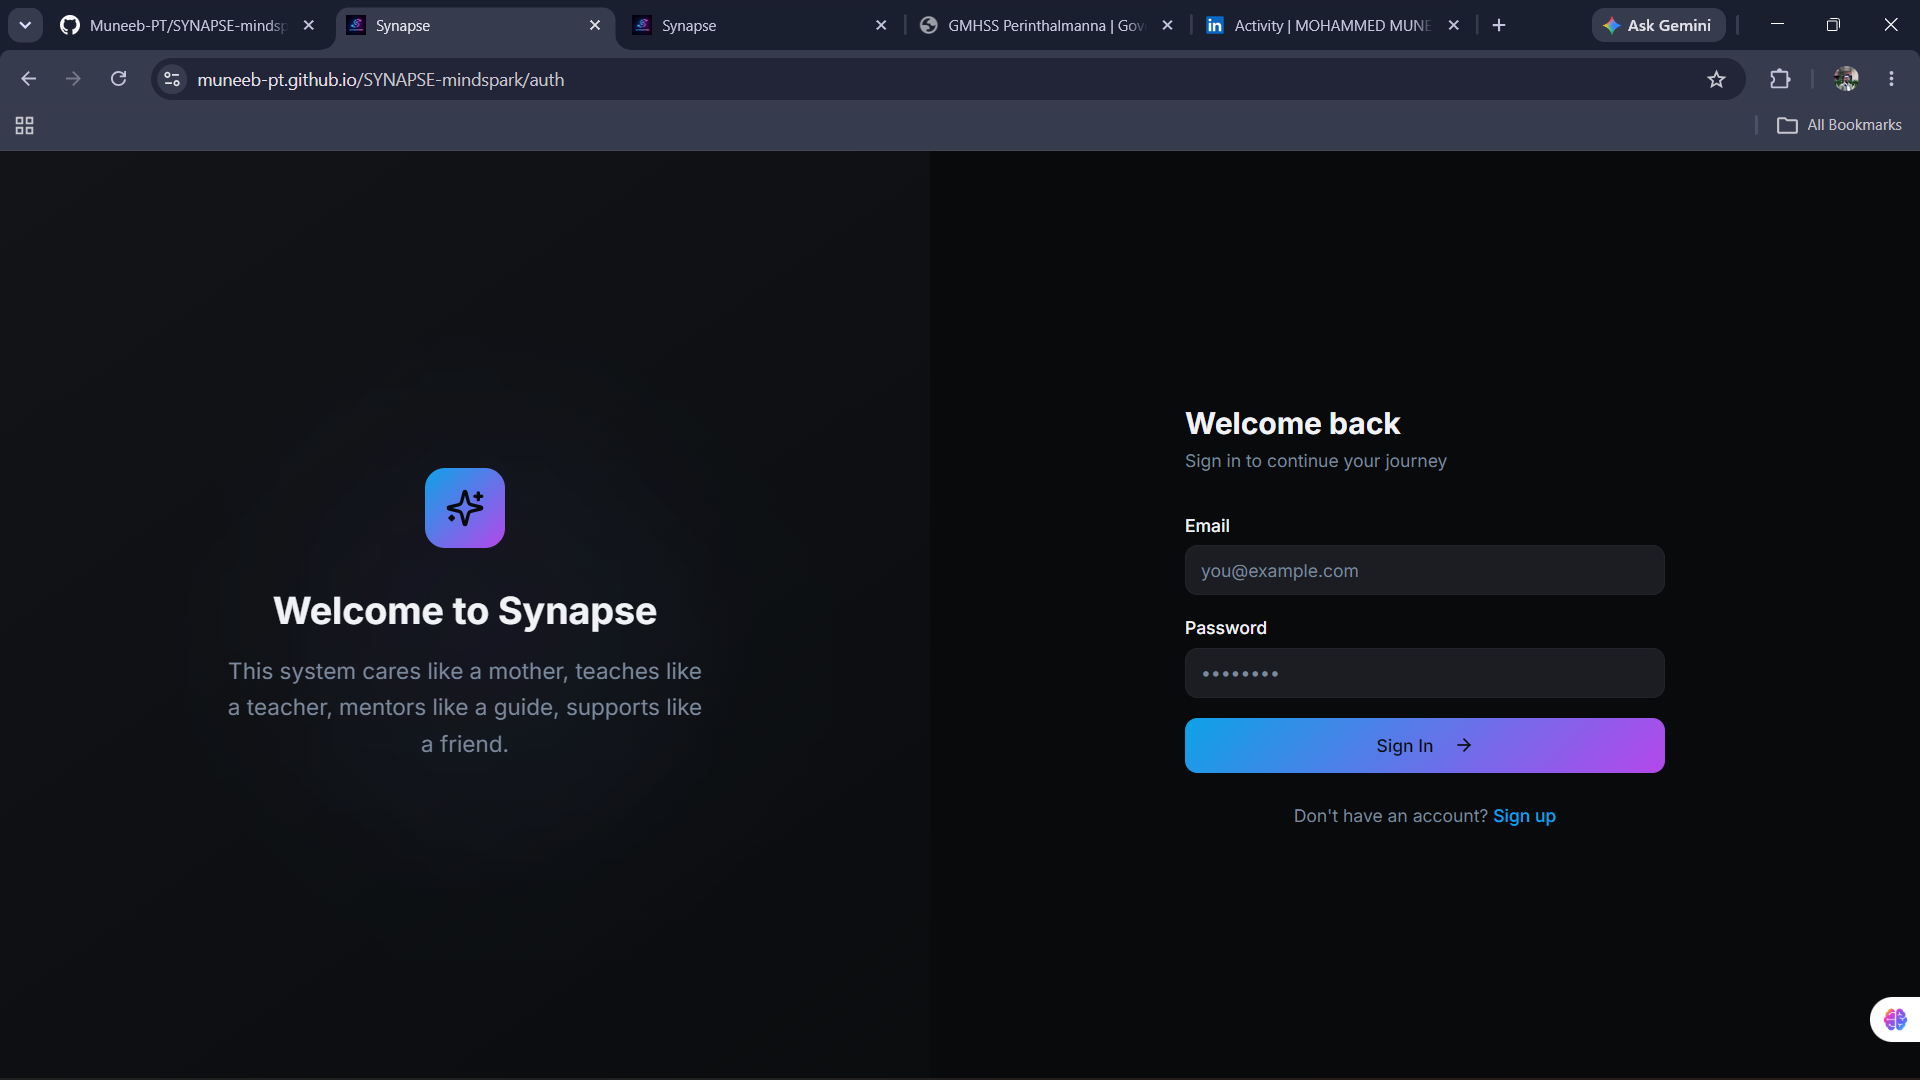 Muneeb-PT/SYNAPSE-mindsp
Synapse
Synapse
GMHSS Perinthalmanna | Gov
Activity | MOHAMMED MUNE
Ask Gemini
muneeb-pt.github.io/SYNAPSE-mindspark/auth
All Bookmarks
Welcome to Synapse
This system cares like a mother, teaches like
a teacher, mentors like a guide, supports like
a friend.
Welcome back
Sign in to continue your journey
Email
you@example.com
Password
••••••••
Sign In →
Don't have an account? Sign up